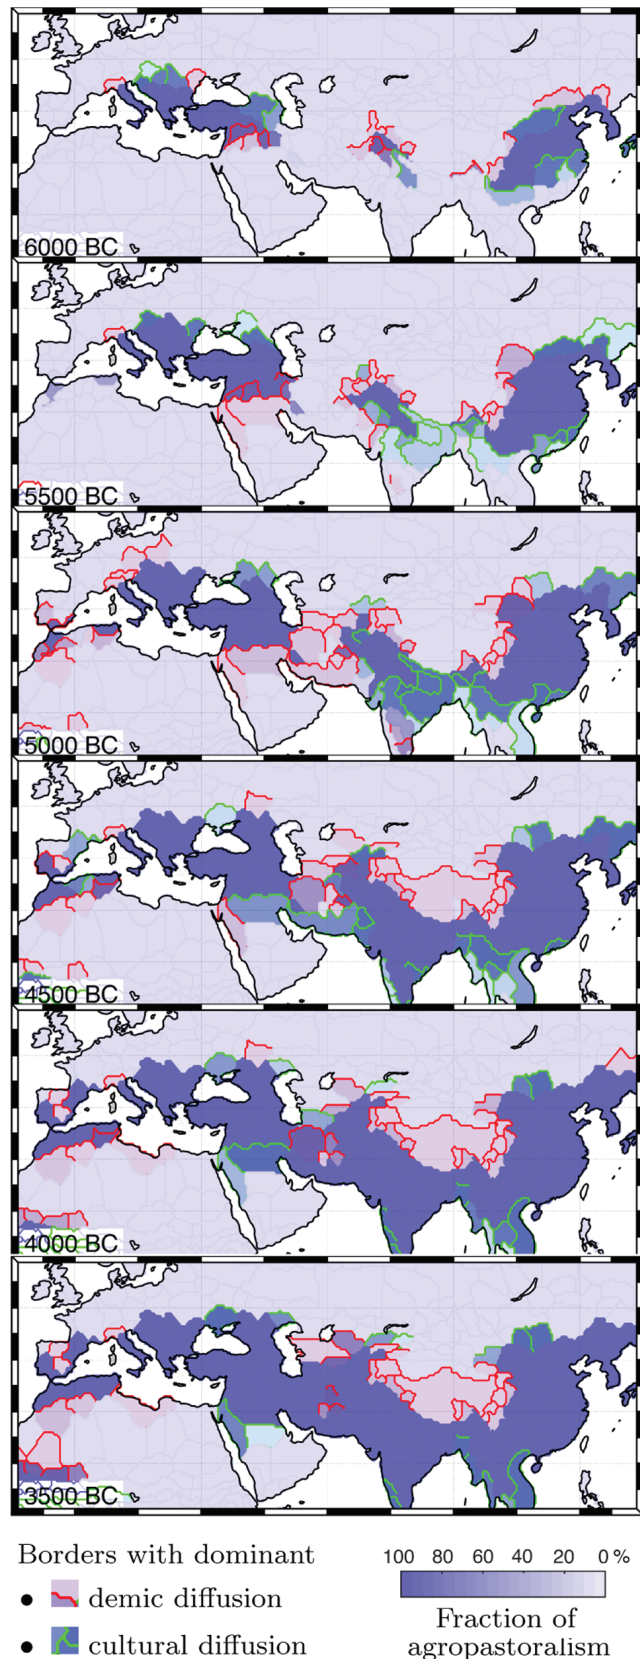 6000 BC
5500 BC
5000 BC
4500 BC
4000 BC
3500 BC
Borders with dominant
• demic diffusion
• cultural diffusion
100 80 60 40 20 0 %
Fraction of
agropastoralism